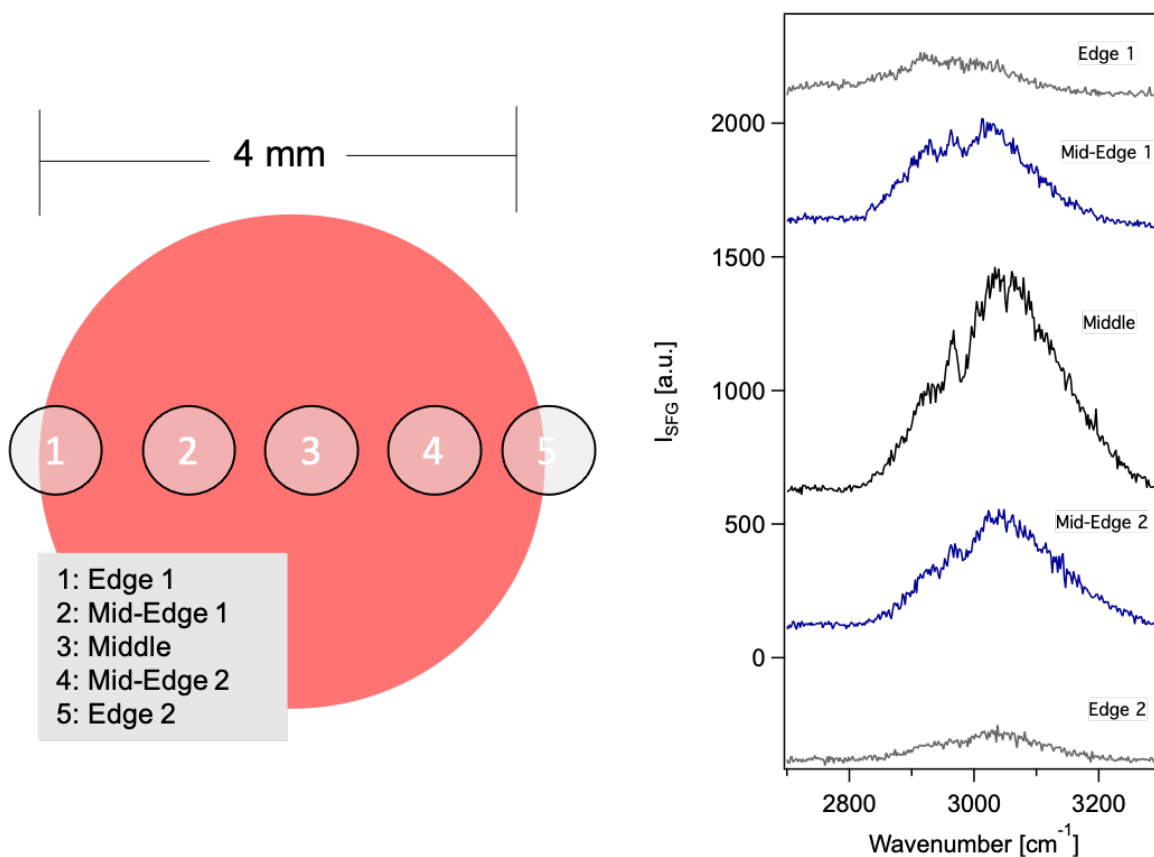 4 mm
1
2
3
4
5
1: Edge 1
2: Mid-Edge 1
3: Middle
4: Mid-Edge 2
5: Edge 2
Edge 1
Mid-Edge 1
Middle
Mid-Edge 2
Edge 2
2000
1500
1000
500
0
I_SFG [a.u.]
2800
3000
3200
Wavenumber [cm⁻¹]